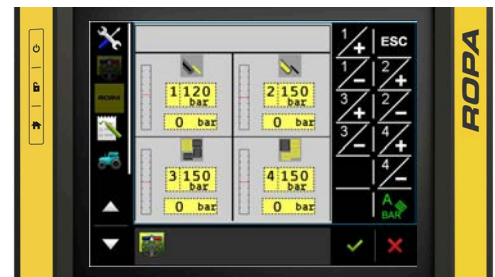 ROPA
1/+
ESC
1/-
2/+
3/+
2/-
3/-
4/+
4/-
A
BAR
ROPA
1 120
bar
0 bar
2 150
bar
0 bar
3 150
bar
0 bar
4 150
bar
0 bar